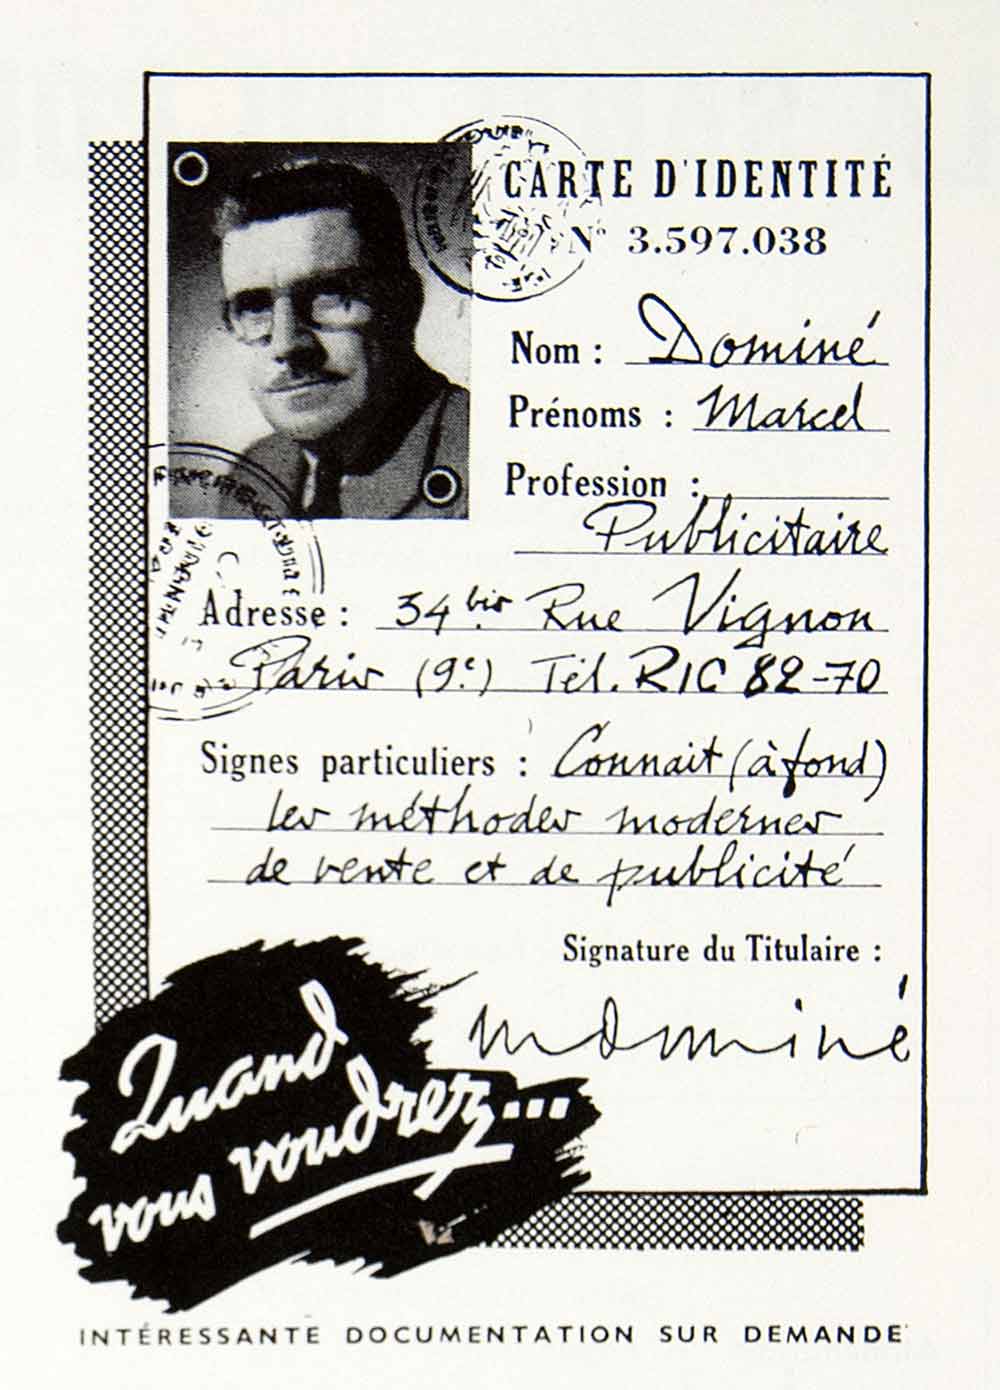 CARTE D'IDENTITÉ
N° 3.597.038
Nom : Dominé
Prénoms : Marcel
Profession :
Publicitaire
Adresse : 34 bis Rue Vignon
Paris (9e) Tél. RIC 82-70
Signes particuliers : Connait (à fond)
les méthodes modernes
de vente et de publicité
Signature du Titulaire :
MDominé
Quand
vous voudrez...
INTÉRESSANTE DOCUMENTATION SUR DEMANDE